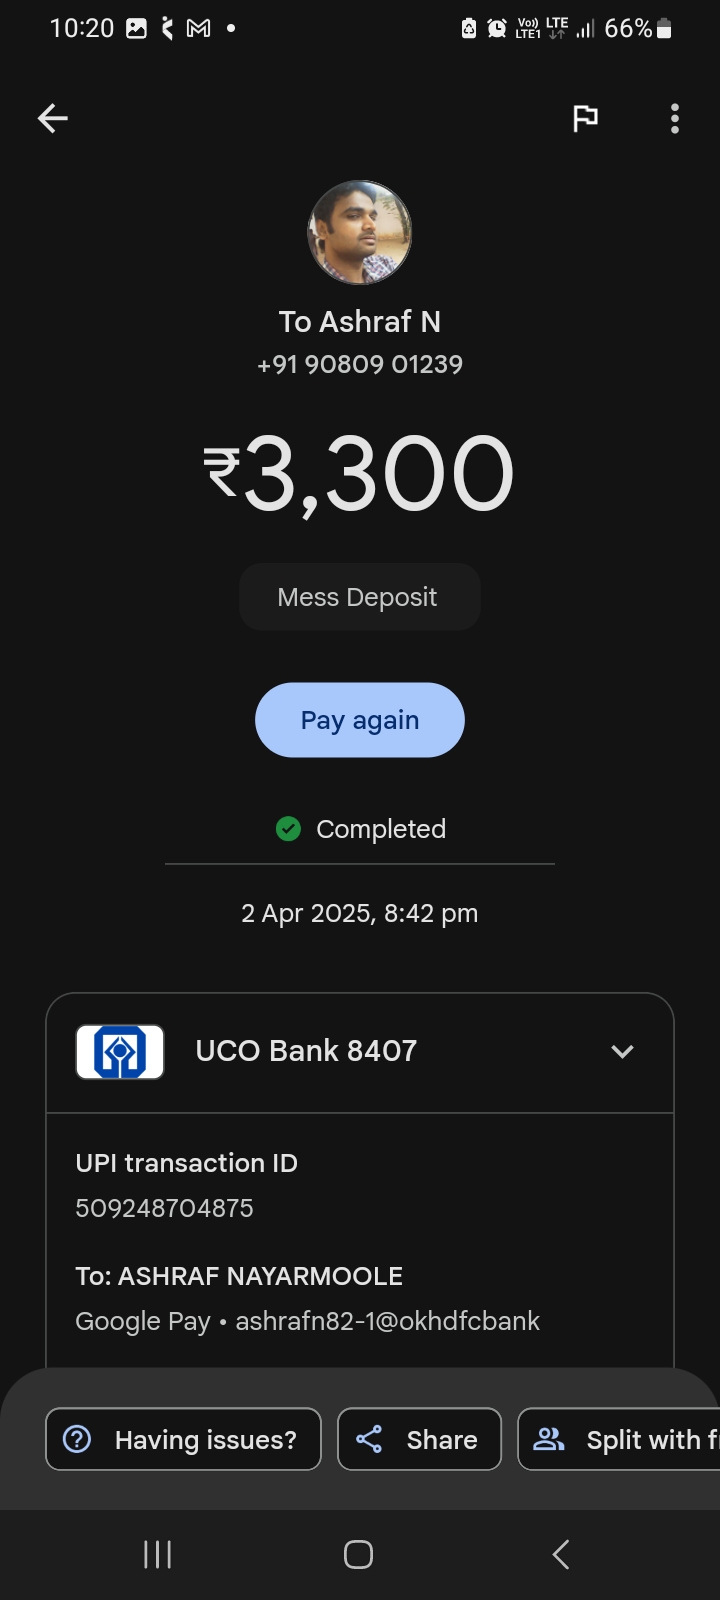 10:20
Vo)) LTE1 LTE 66%
To Ashraf N
+91 90809 01239
₹3,300
Mess Deposit
Pay again
Completed
2 Apr 2025, 8:42 pm
UCO Bank 8407
UPI transaction ID
509248704875
To: ASHRAF NAYARMOOLE
Google Pay • ashrafn82-1@okhdfcbank
Having issues? Share Split with fr